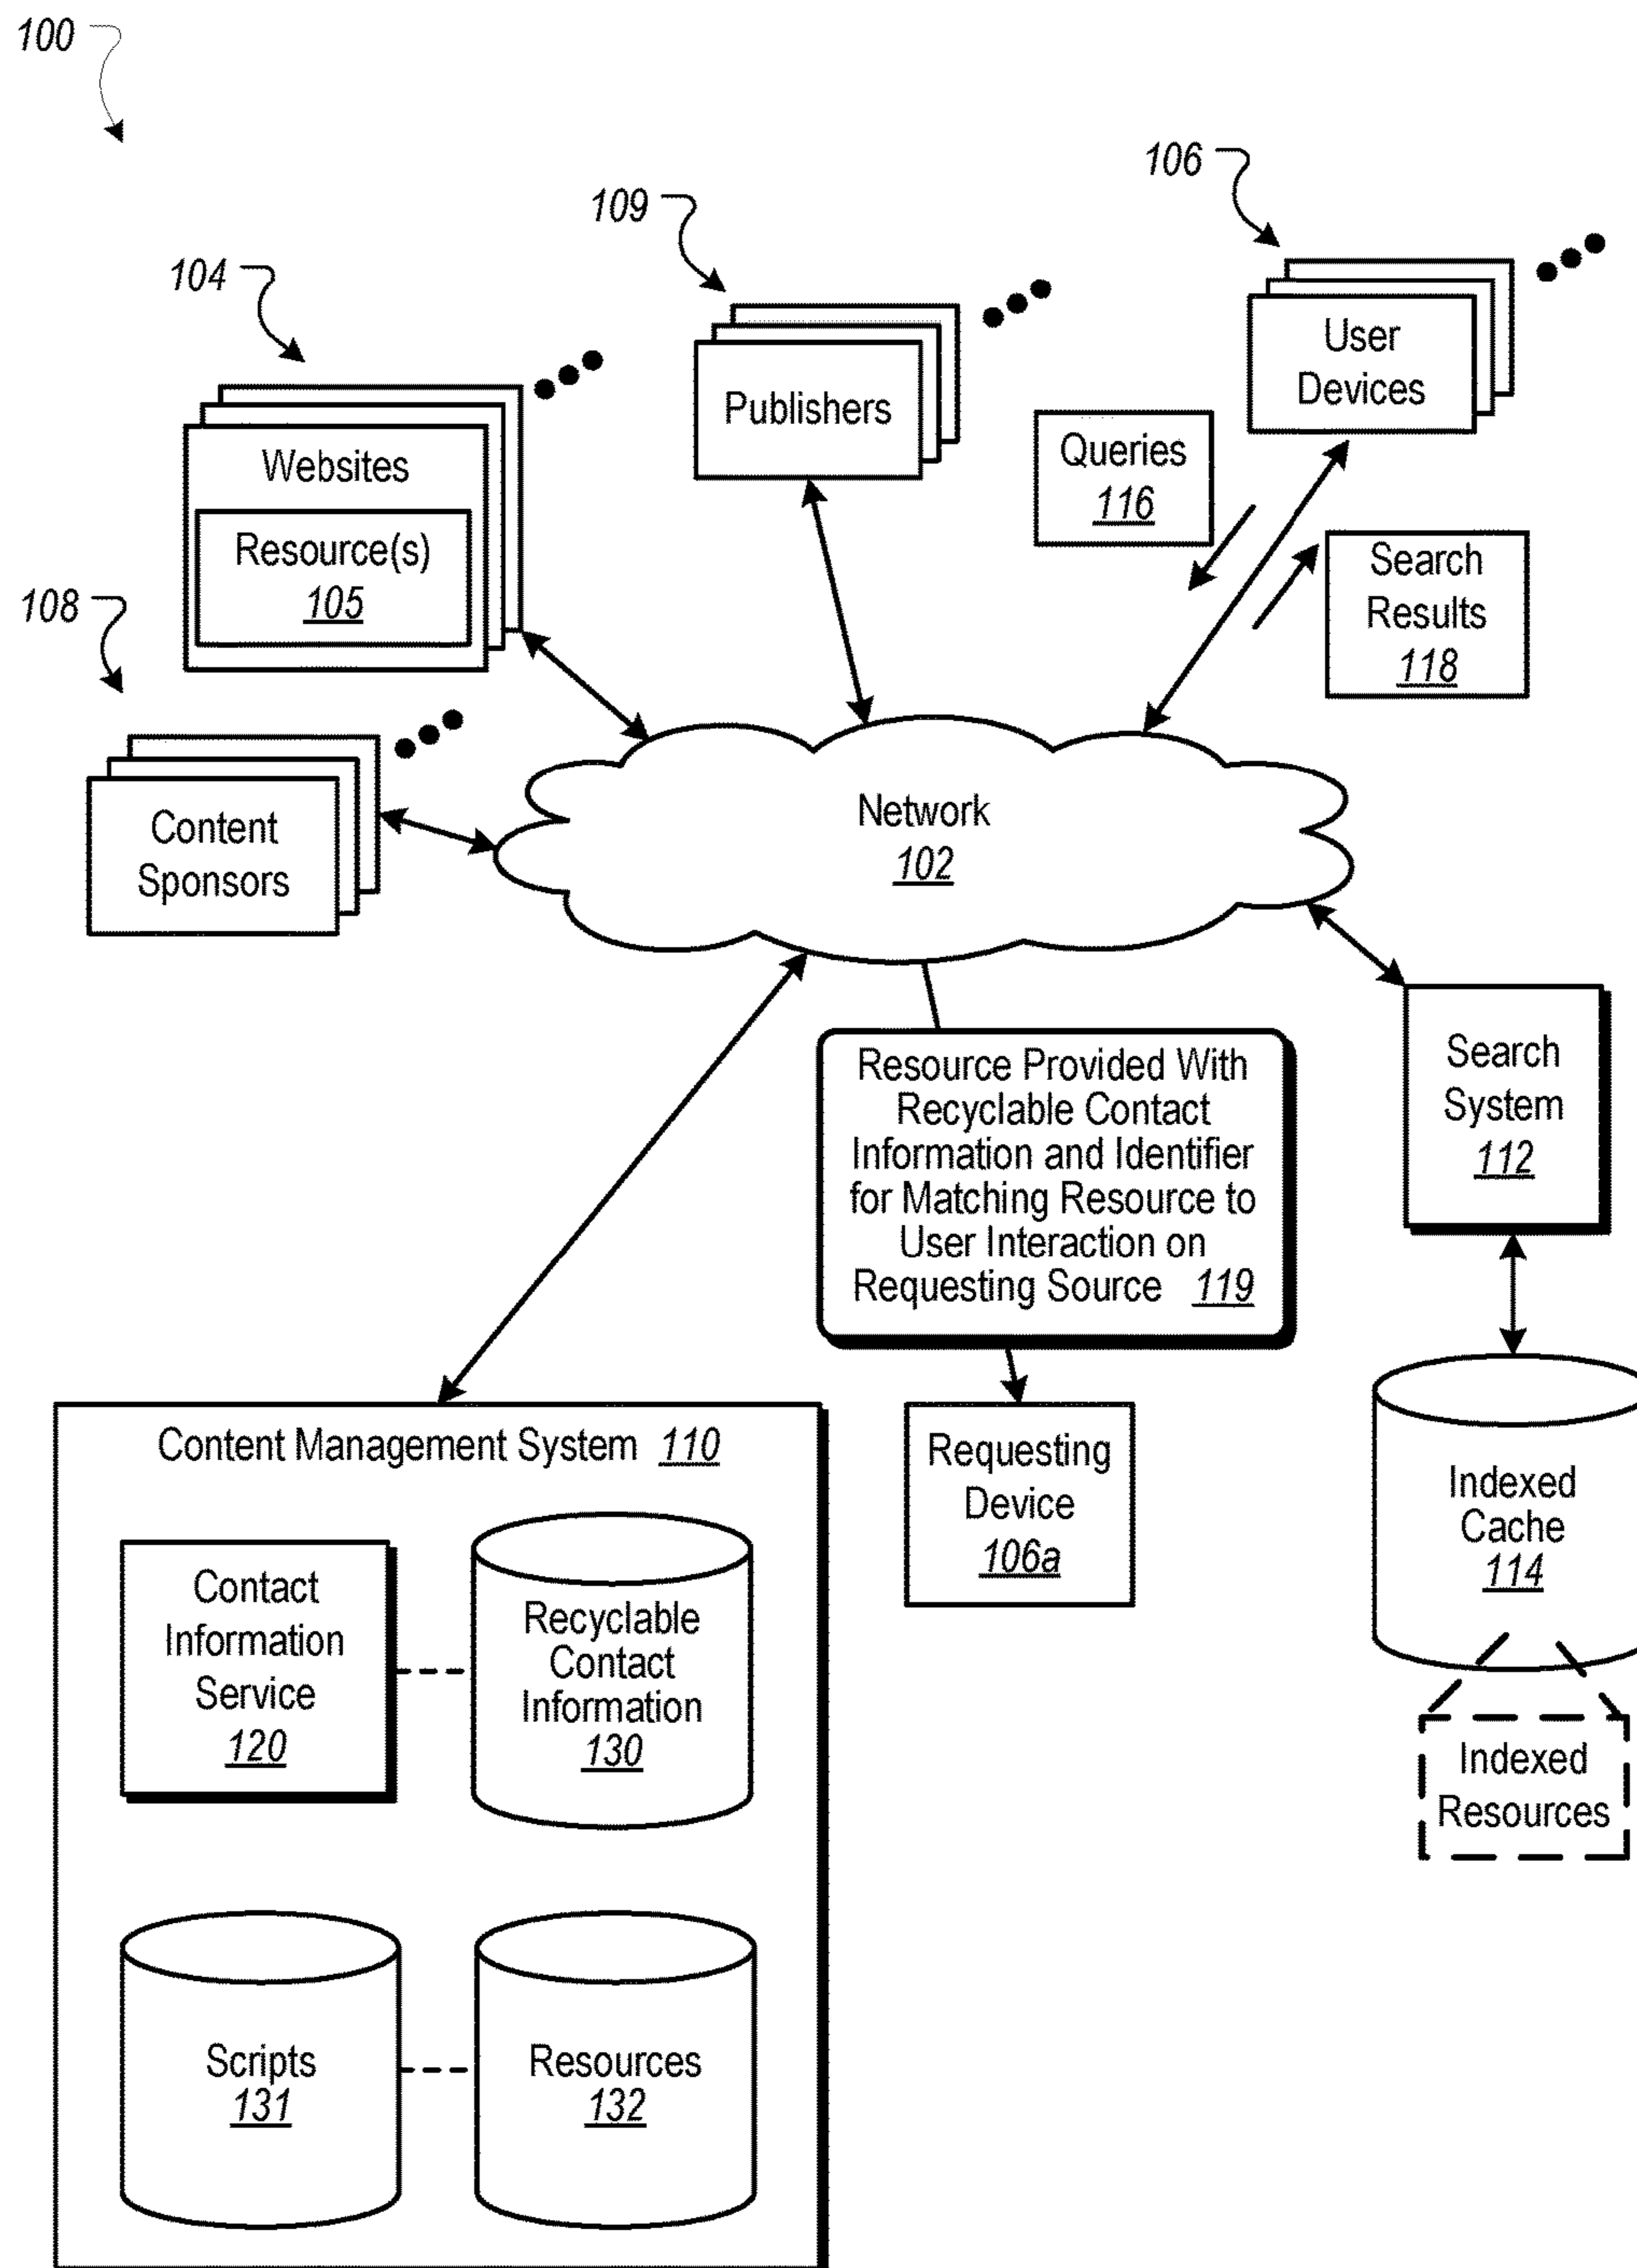 100
106
109
104
User
Devices
Publishers
Queries
116
Websites
Resource(s)
105
Search
Results
118
108
Content
Sponsors
Network
102
Resource Provided With
Recyclable Contact
Information and Identifier
for Matching Resource to
User Interaction on
Requesting Source 119
Search
System
112
Content Management System 110
Requesting
Device
106a
Indexed
Cache
114
Contact
Information
Service
120
Recyclable
Contact
Information
130
Indexed
Resources
Scripts
131
Resources
132